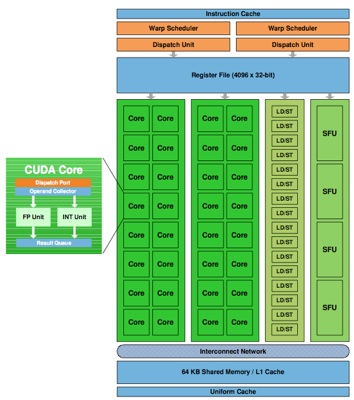 Instruction Cache
Warp Scheduler Warp Scheduler
Dispatch Unit Dispatch Unit
Register File (4096 x 32-bit)
Core Core Core Core LD/ST
LD/ST
SFU
Core Core Core Core LD/ST
LD/ST
Core Core Core Core LD/ST
LD/ST
SFU
Core Core Core Core LD/ST
LD/ST
CUDA Core
Dispatch Port
Operand Collector
FP Unit INT Unit
Result Queue
Core Core Core Core LD/ST
LD/ST
SFU
Core Core Core Core LD/ST
LD/ST
Core Core Core Core LD/ST
LD/ST
SFU
Core Core Core Core LD/ST
LD/ST
Interconnect Network
64 KB Shared Memory / L1 Cache
Uniform Cache